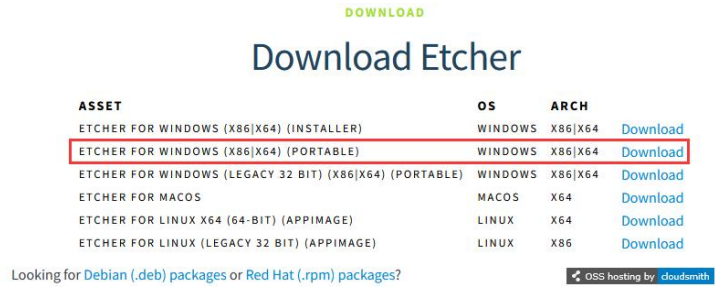 DOWNLOAD
Download Etcher
ASSET OS ARCH
ETCHER FOR WINDOWS (X86|X64) (INSTALLER) WINDOWS X86|X64 Download
ETCHER FOR WINDOWS (X86|X64) (PORTABLE) WINDOWS X86|X64 Download
ETCHER FOR WINDOWS (LEGACY 32 BIT) (X86|X64) (PORTABLE) WINDOWS X86|X64 Download
ETCHER FOR MACOS MACOS X64 Download
ETCHER FOR LINUX X64 (64-BIT) (APPIMAGE) LINUX X64 Download
ETCHER FOR LINUX (LEGACY 32 BIT) (APPIMAGE) LINUX X86 Download
Looking for Debian (.deb) packages or Red Hat (.rpm) packages? OSS hosting by cloudsmith